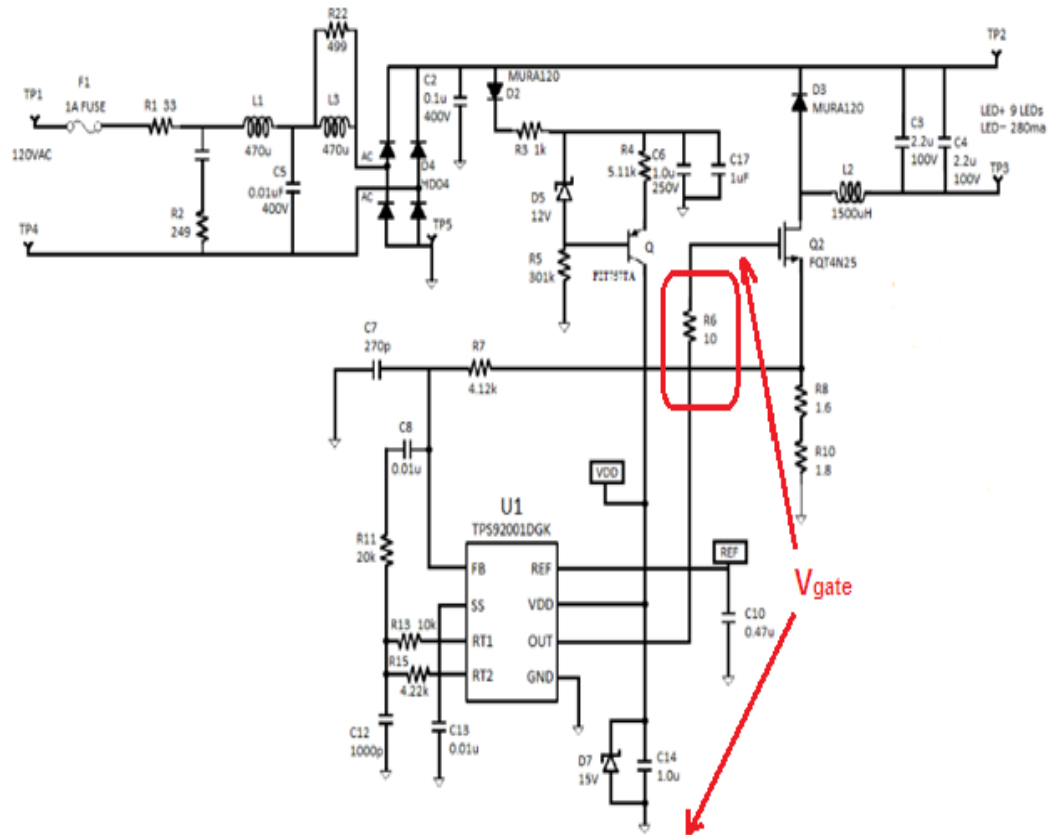 R22
499
F1
1A FUSE
TP1
120VAC
R1 33
L1
470u
L3
470u
C5
0.01uF
400V
R2
249
TP4
AC
AC
D4
HD04
TP5
C2
0.1u
400V
MURA120
D2
R3 1k
D5
12V
R5
301k
R4
5.11k
C6
1.0u
250V
C17
1uF
Q
FZT757TA
D3
MURA120
L2
1500uH
C3
2.2u
100V
C4
2.2u
100V
TP2
LED+ 9 LEDs
LED- 280ma
TP3
Q2
FQT4N25
R6
10
R8
1.6
R10
1.8
C7
270p
R7
4.12k
C8
0.01u
R11
20k
R13 10k
R15
4.22k
C12
1000p
C13
0.01u
U1
TPS92001DGK
FB
SS
RT1
RT2
REF
VDD
OUT
GND
VDD
REF
C10
0.47u
D7
15V
C14
1.0u
Vgate